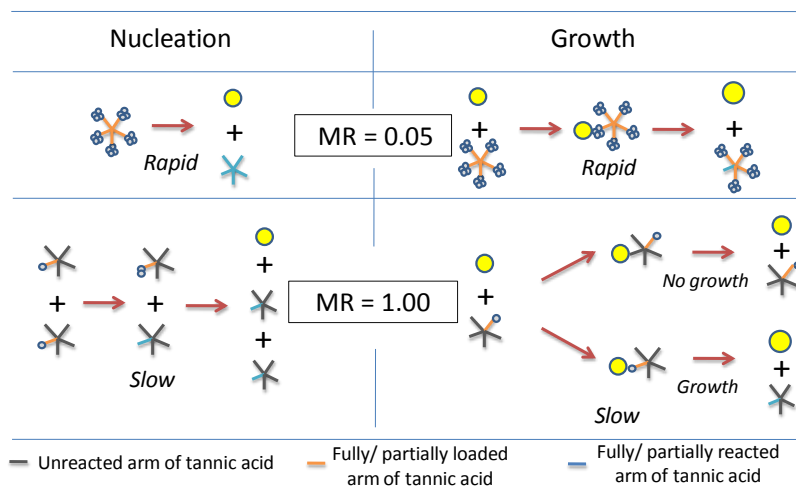 Nucleation
Growth
+
Rapid
MR = 0.05
+
Rapid
+
+
+
Slow
+
+
MR = 1.00
+
No growth
+
Slow
Growth
+
Unreacted arm of tannic acid
Fully/ partially loaded
arm of tannic acid
Fully/ partially reacted
arm of tannic acid